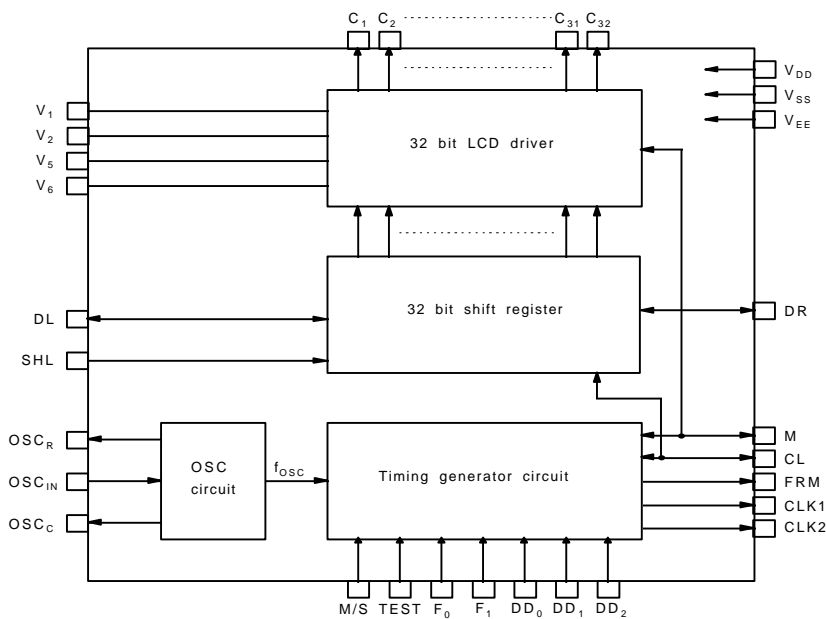 C1 C2 C31 C32
VDD
VSS
VEE
V1
V2
V5
V6
32 bit LCD driver
DL
SHL
32 bit shift register
DR
OSCR
OSCIN
OSCC
OSC
circuit
fOSC
Timing generator circuit
M
CL
FRM
CLK1
CLK2
M/S TEST F0 F1 DD0 DD1 DD2